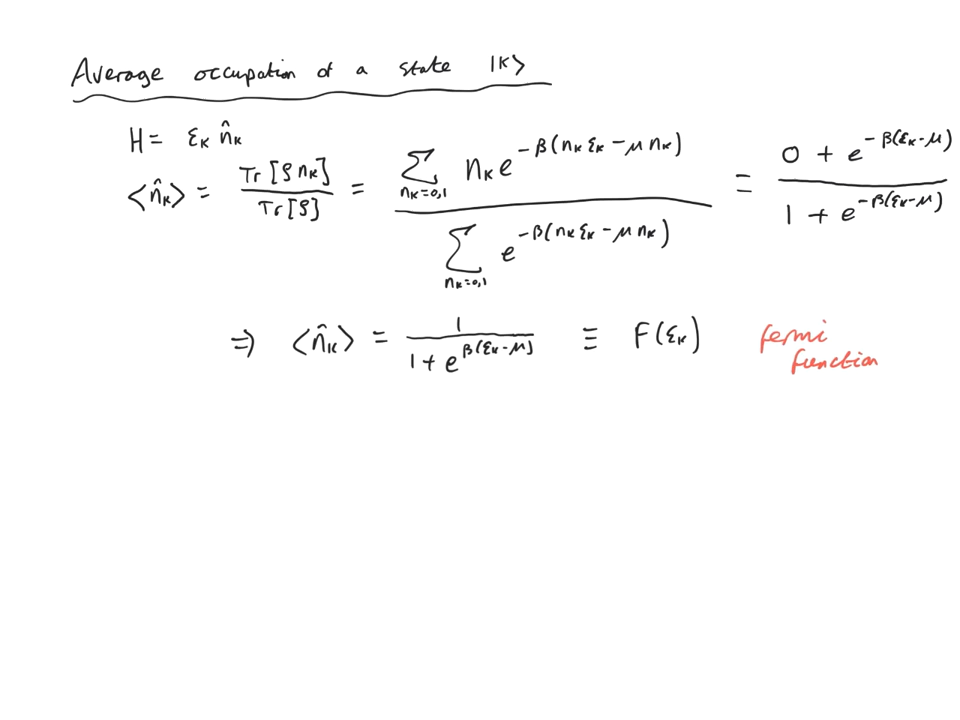 Average occupation of a state |k>
H = ε_k n̂_k
<n̂_k> = Tr[ρ n_k] / Tr[ρ] = Σ_{n_k=0,1} n_k e^{-β(n_k ε_k - μ n_k)} / Σ_{n_k=0,1} e^{-β(n_k ε_k - μ n_k)} = 0 + e^{-β(ε_k-μ)} / 1 + e^{-β(ε_k-μ)}
⇒ <n̂_k> = 1 / 1 + e^{β(ε_k-μ)} ≡ F(ε_k) fermi
function